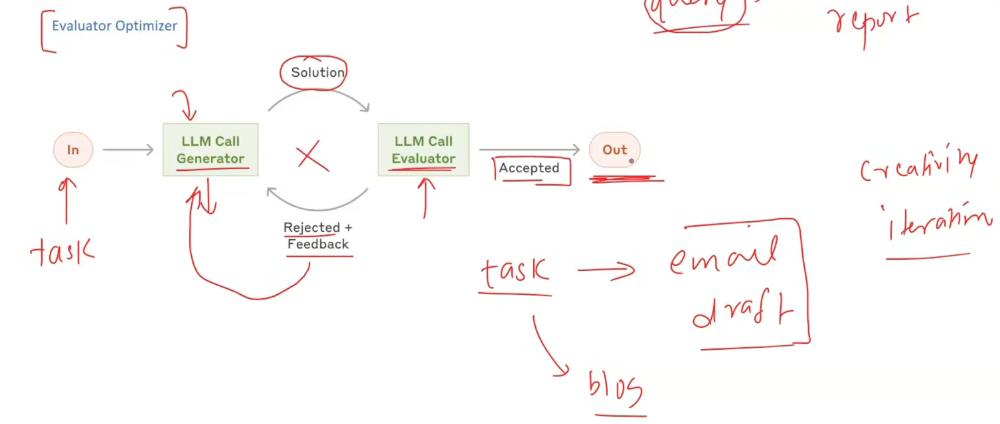 query
report
Evaluator Optimizer
Solution
In
LLM Call
Generator
LLM Call
Evaluator
Accepted
Out
Rejected +
Feedback
creativity
iteration
task
task
email
draft
blog